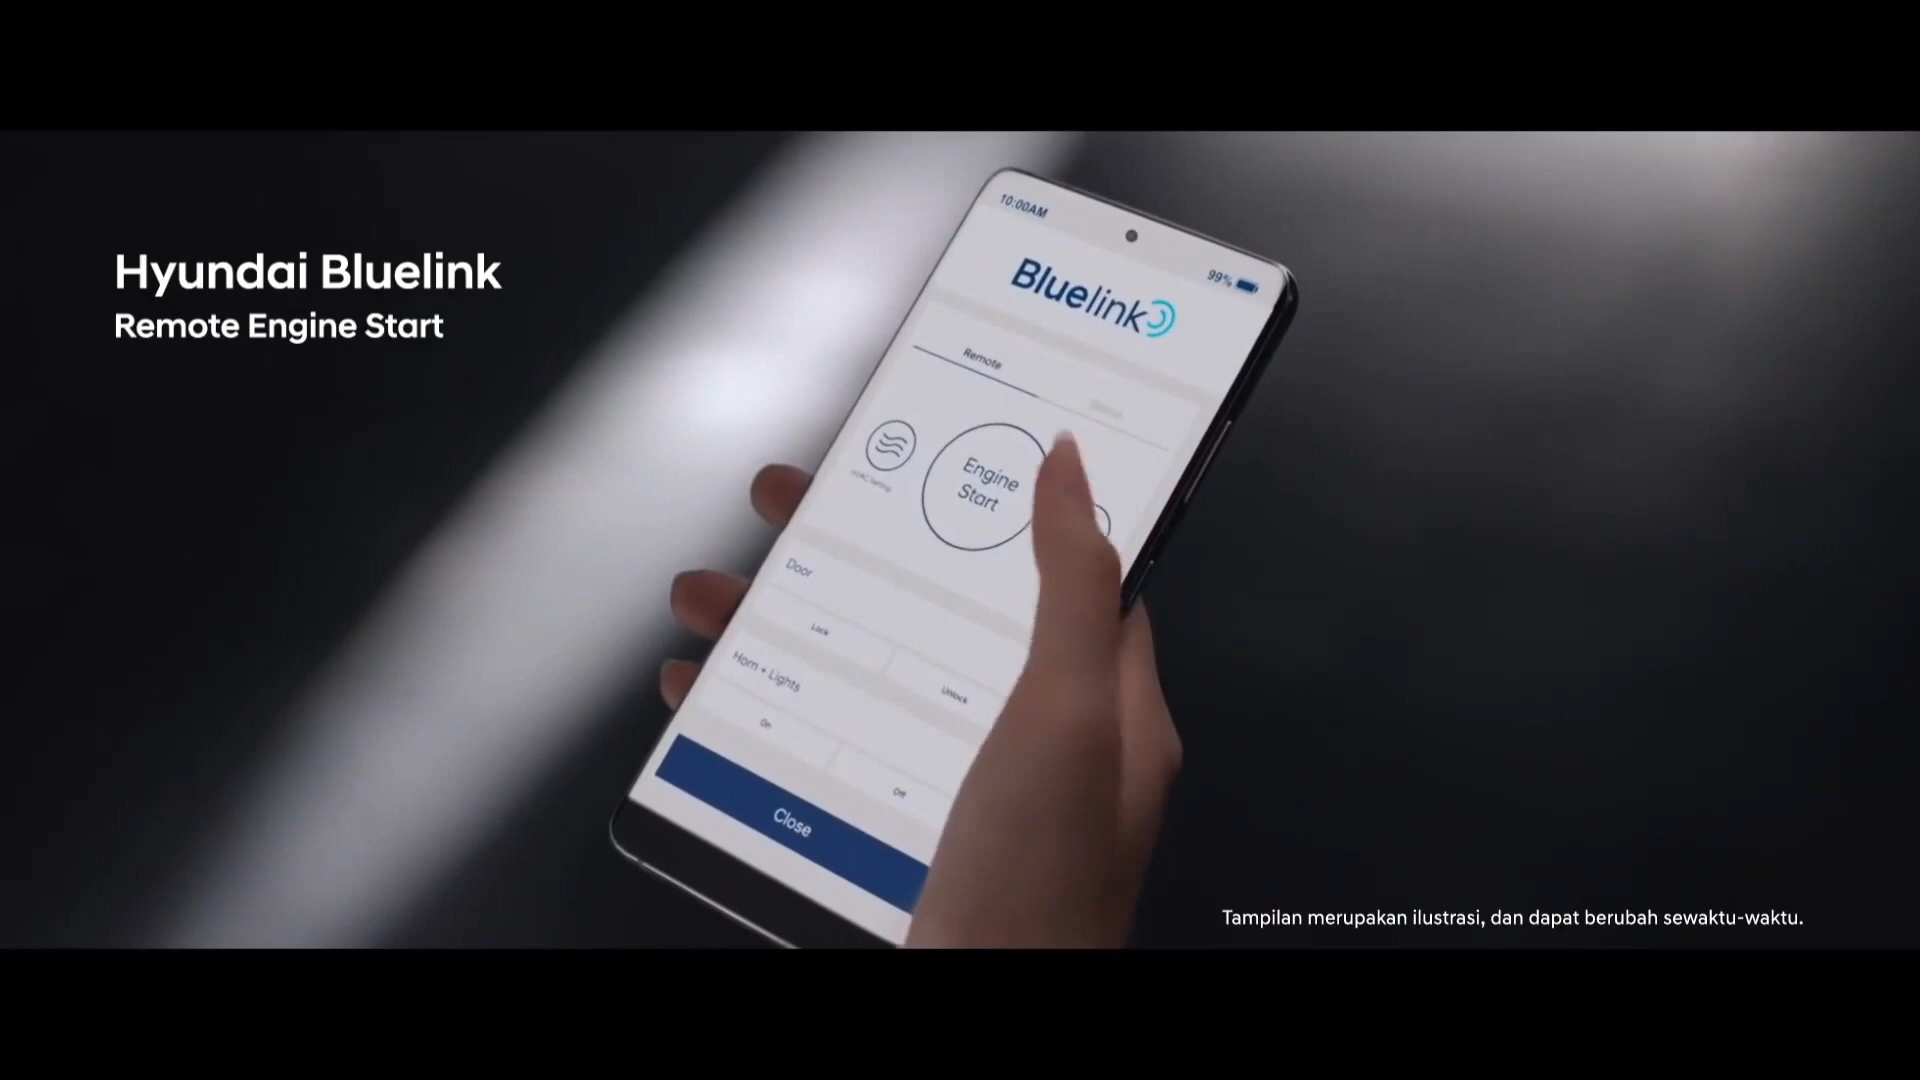 Hyundai Bluelink
Remote Engine Start
10:00AM
99%
Bluelink
Remote
Engine
Start
Door
Lock
Unlock
Horn + Lights
On
Off
Close
Tampilan merupakan ilustrasi, dan dapat berubah sewaktu-waktu.